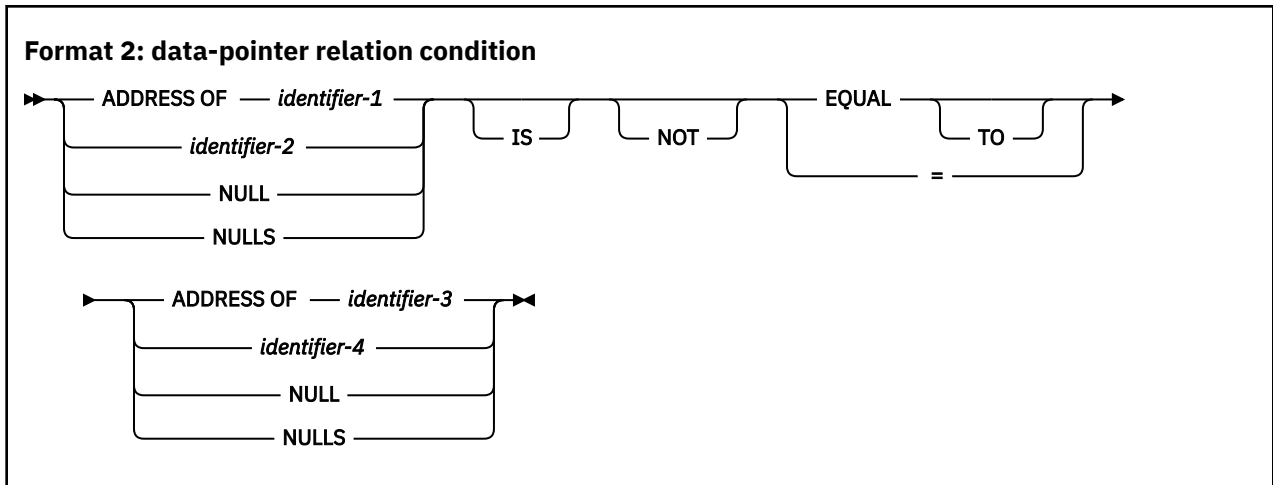 Format 2: data-pointer relation condition
ADDRESS OF identifier-1 EQUAL
identifier-2 IS NOT TO
=
NULL
NULLS
ADDRESS OF identifier-3
identifier-4
NULL
NULLS